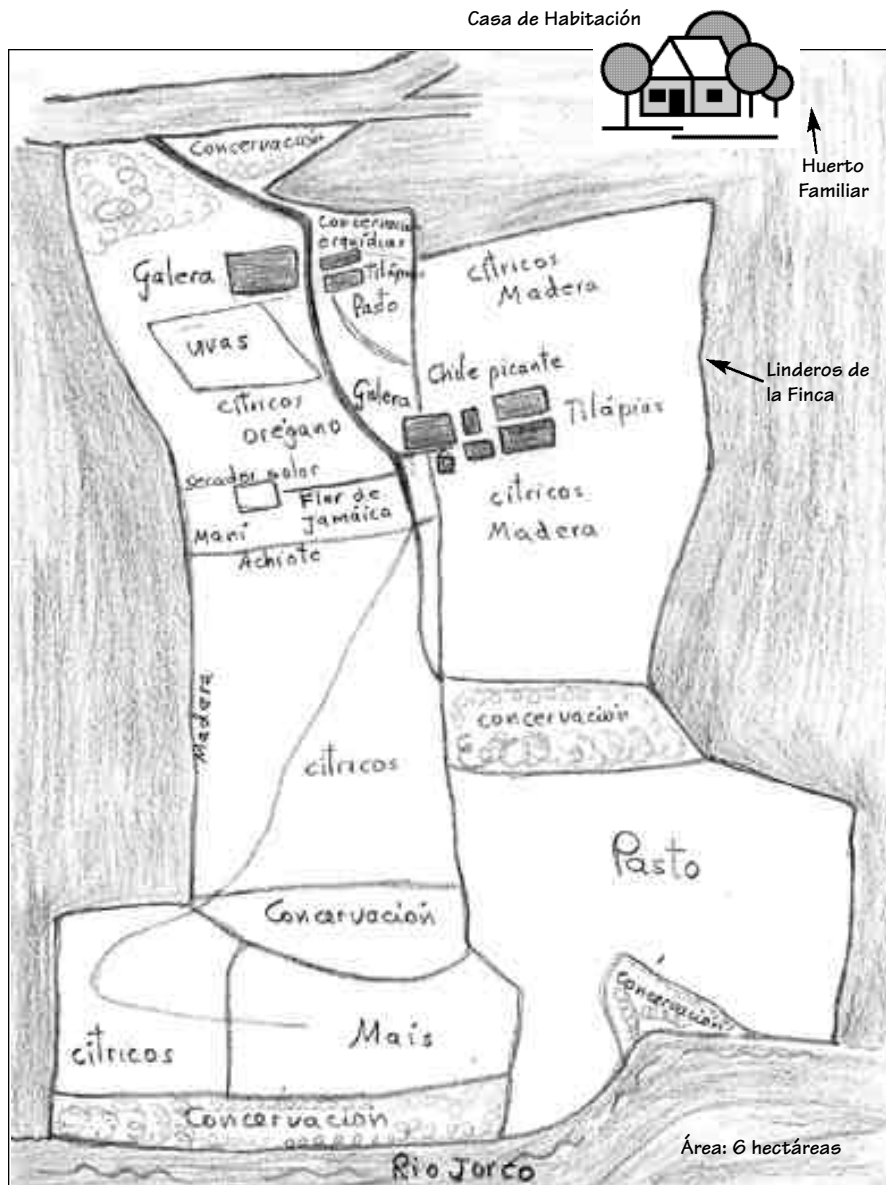 Casa de Habitación
Huerto
Familiar
Concervación
Concervación
orquídias
Tilápias
Pasto
Galera
cítricos
Madera
uvas
Linderos de
la Finca
Chile picante
Galera
Tilápias
cítricos
orégano
secador solar
Flor de
Jamáica
cítricos
Madera
Maní
Achiote
Madera
concervación
cítricos
Pasto
Concervación
Concervación
Maís
cítricos
Concervación
Área: 6 hectáreas
Rio Jorco